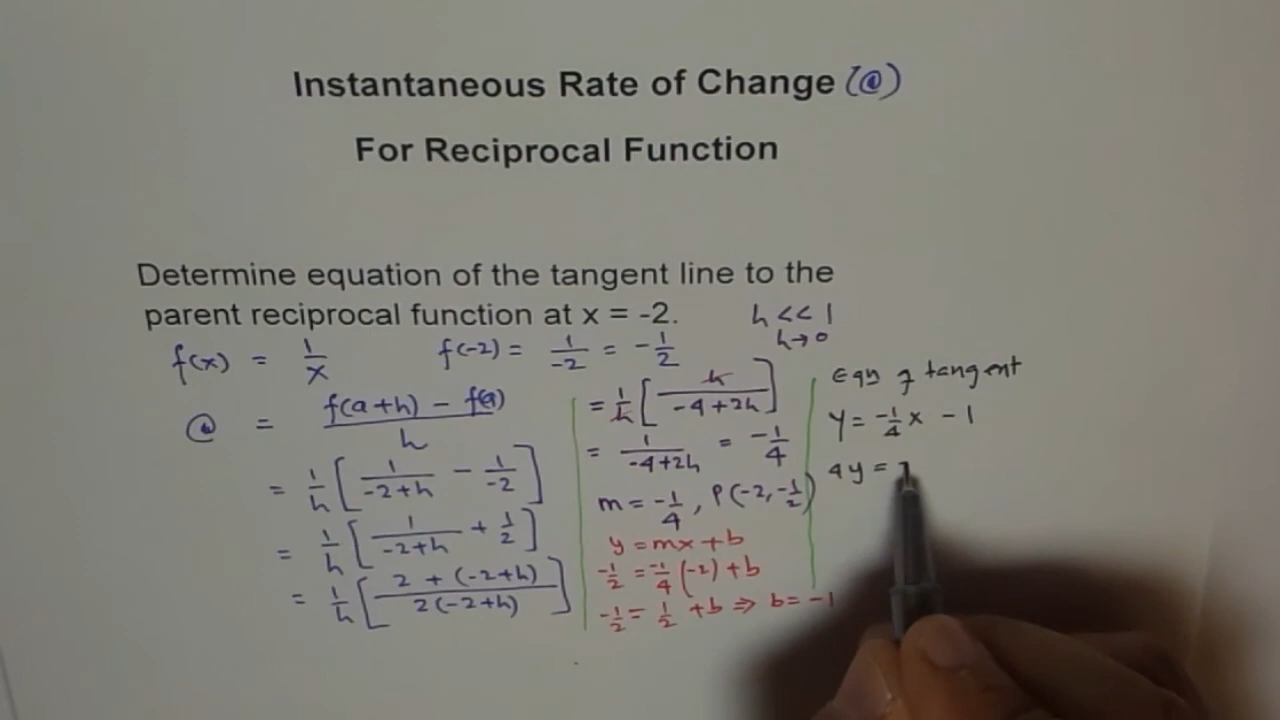 Instantaneous Rate of Change (@)
For Reciprocal Function
Determine equation of the tangent line to the
parent reciprocal function at x = -2.
h << 1
h → 0
f(x) = 1/x
f(-2) = 1/-2 = -1/2
@ = f(a+h) - f(a) / h
= 1/h [ 1/-2+h - 1/-2 ]
= 1/h [ 1/-2+h + 1/2 ]
= 1/h [ 2 + (-2+h) / 2(-2+h) ]
= 1/h [ h / -4+2h ]
= 1/-4+2h = -1/4
m = -1/4, P(-2, -1/2)
y = mx + b
-1/2 = -1/4 (-2) + b
-1/2 = 1/2 + b ⇒ b = -1
Eqn of tangent
y = -1/4 x - 1
4y =